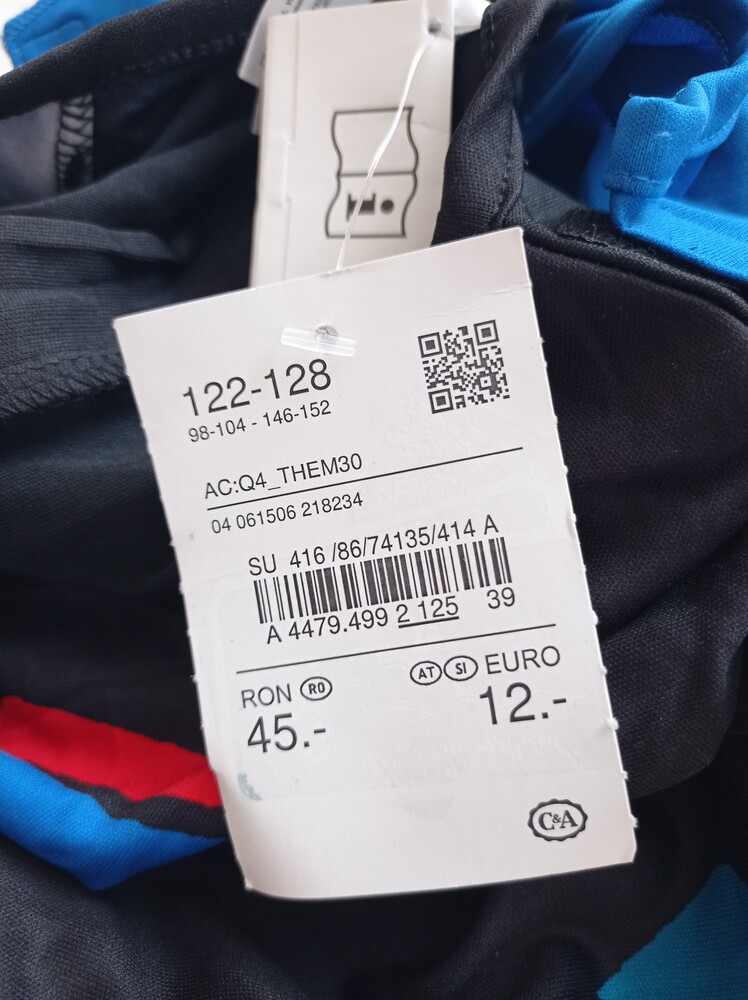 122-128
98-104 - 146-152
AC:Q4_THEM30
04 061506 218234
SU 416 /86/74135/414 A
A 4479.499 2 125 39
RON RO AT SI EURO
45.- 12.-
C&A